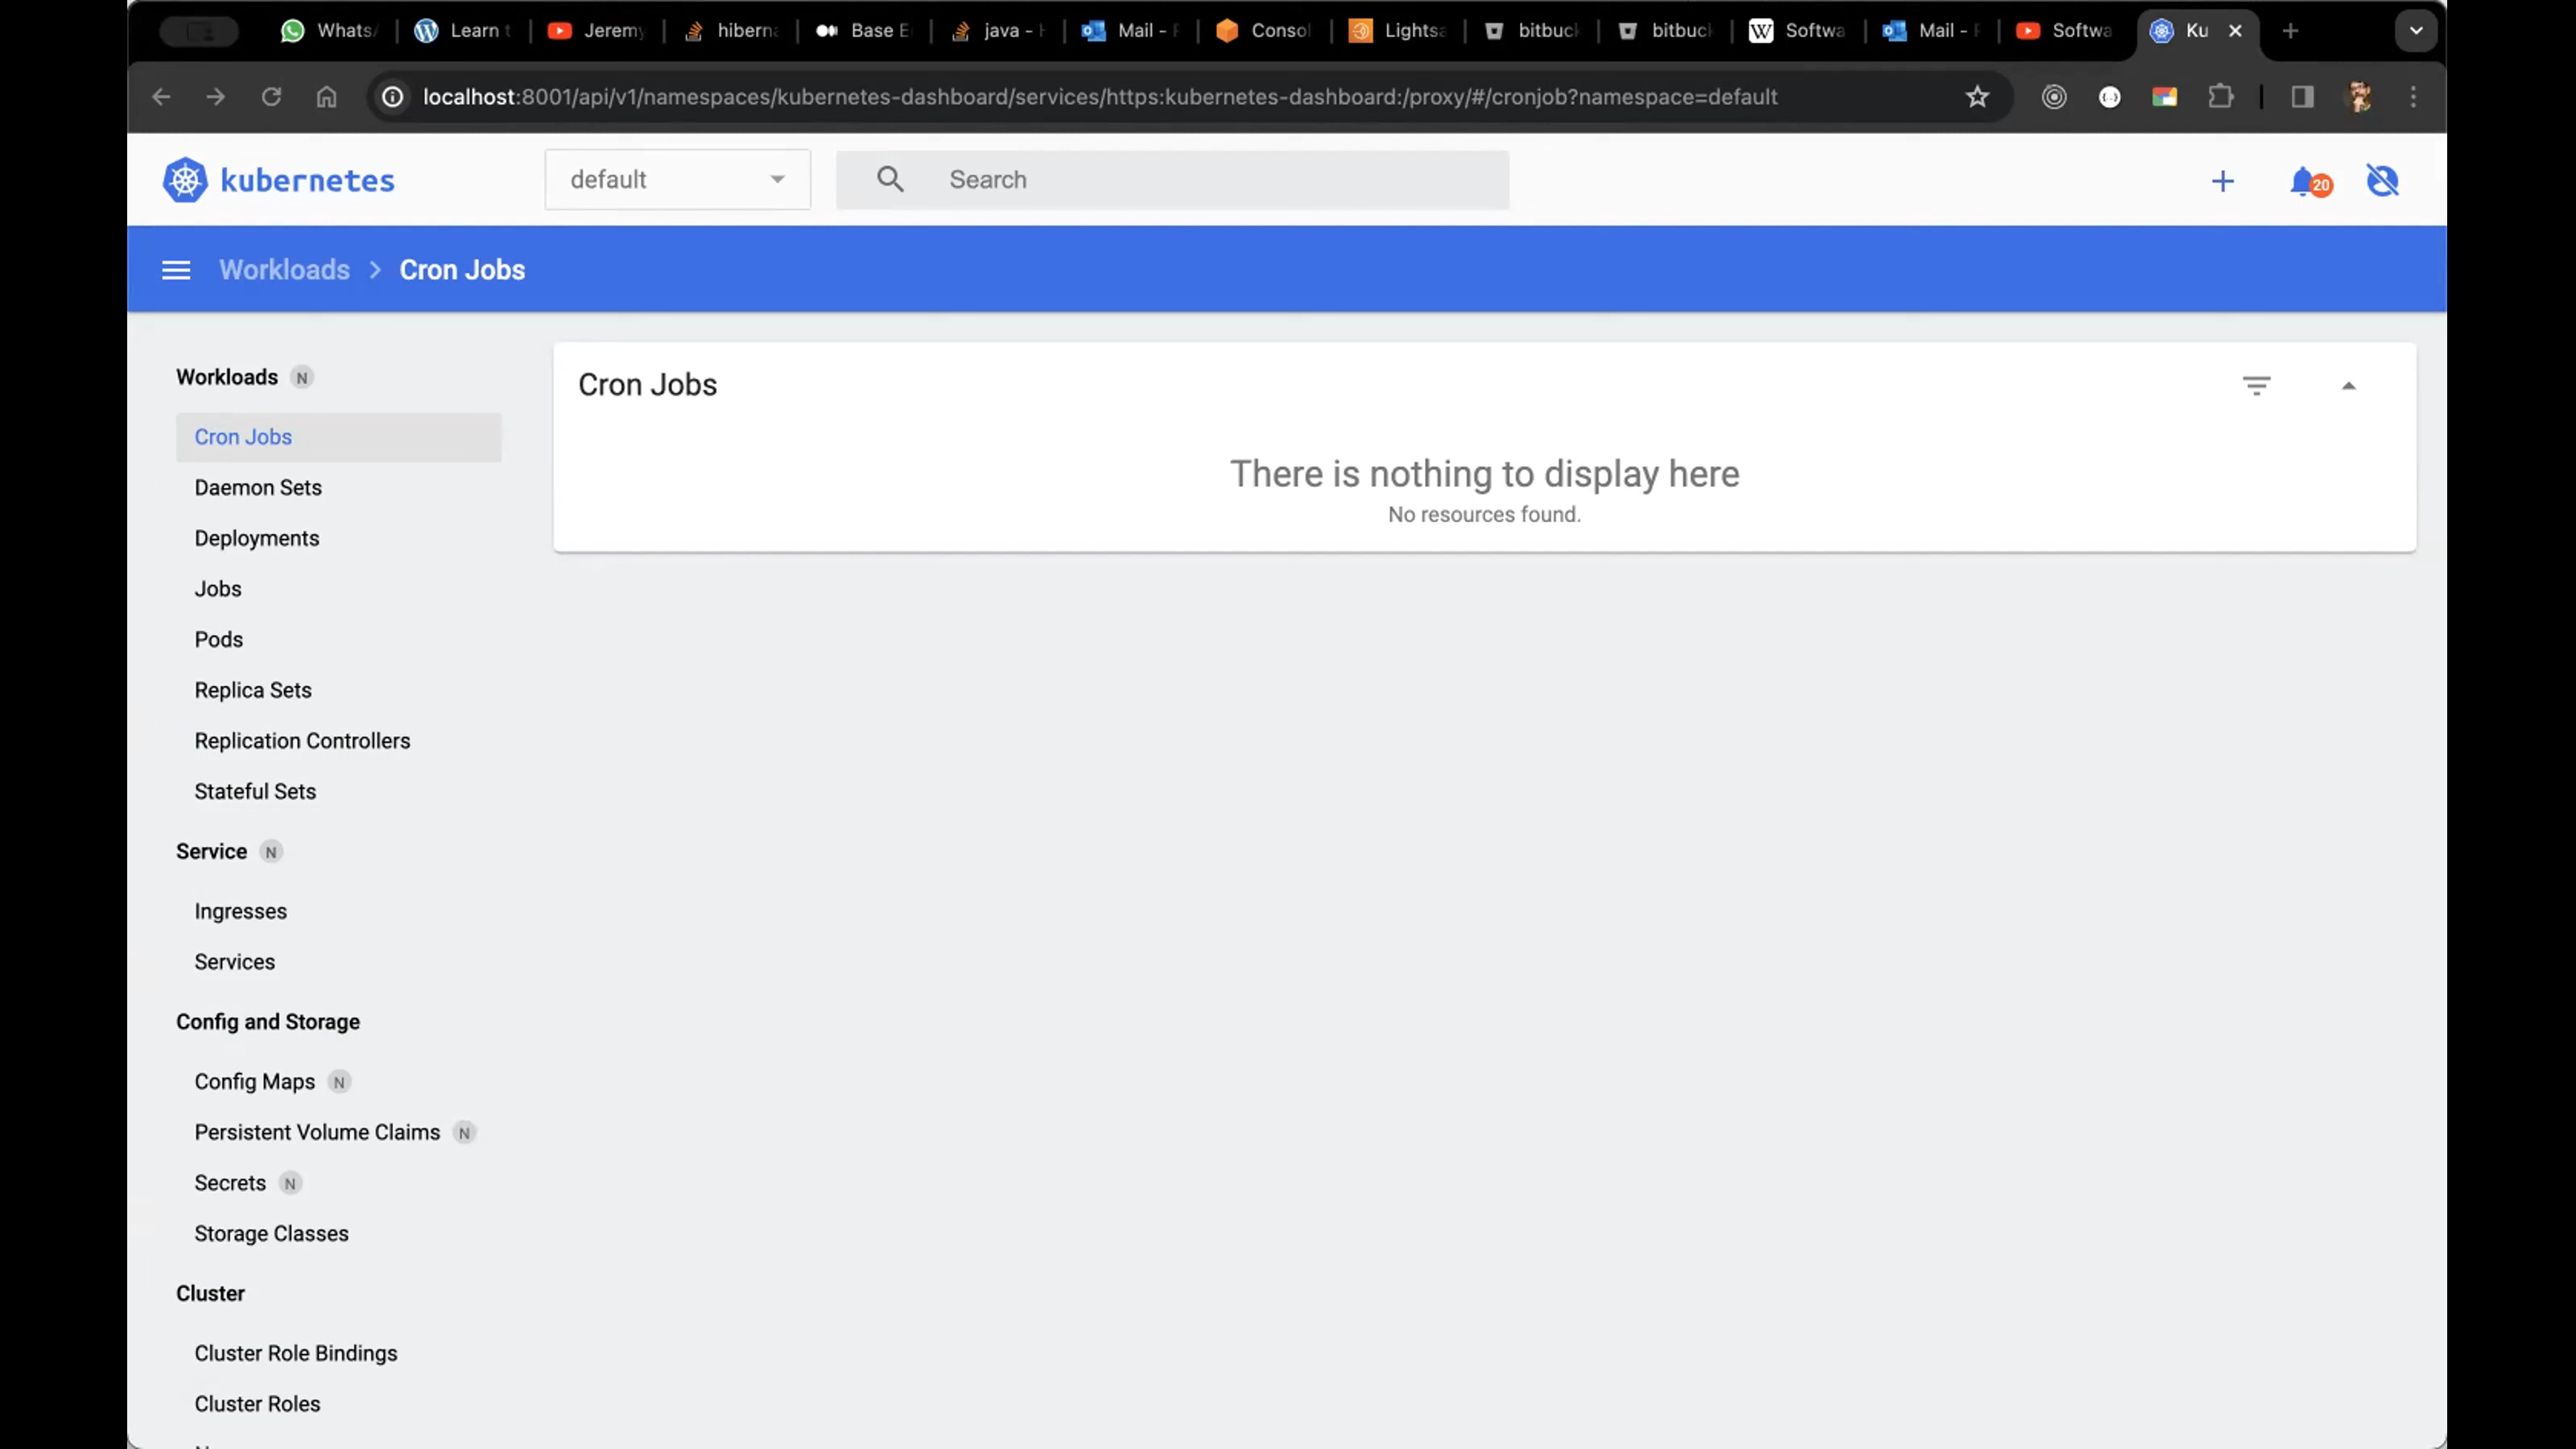 Whats
Learn t
Jeremy
hiberna
Base E
java - H
Mail -
Consol
Lightsa
bitbuck
bitbuck
Softwa
Mail -
Softwa
Ku
localhost:8001/api/v1/namespaces/kubernetes-dashboard/services/https:kubernetes-dashboard:/proxy/#/cronjob?namespace=default
kubernetes
default
Search
20
Workloads > Cron Jobs
Workloads N
Cron Jobs
Daemon Sets
Deployments
Jobs
Pods
Replica Sets
Replication Controllers
Stateful Sets
Service N
Ingresses
Services
Config and Storage
Config Maps N
Persistent Volume Claims N
Secrets N
Storage Classes
Cluster
Cluster Role Bindings
Cluster Roles
Cron Jobs
There is nothing to display here
No resources found.